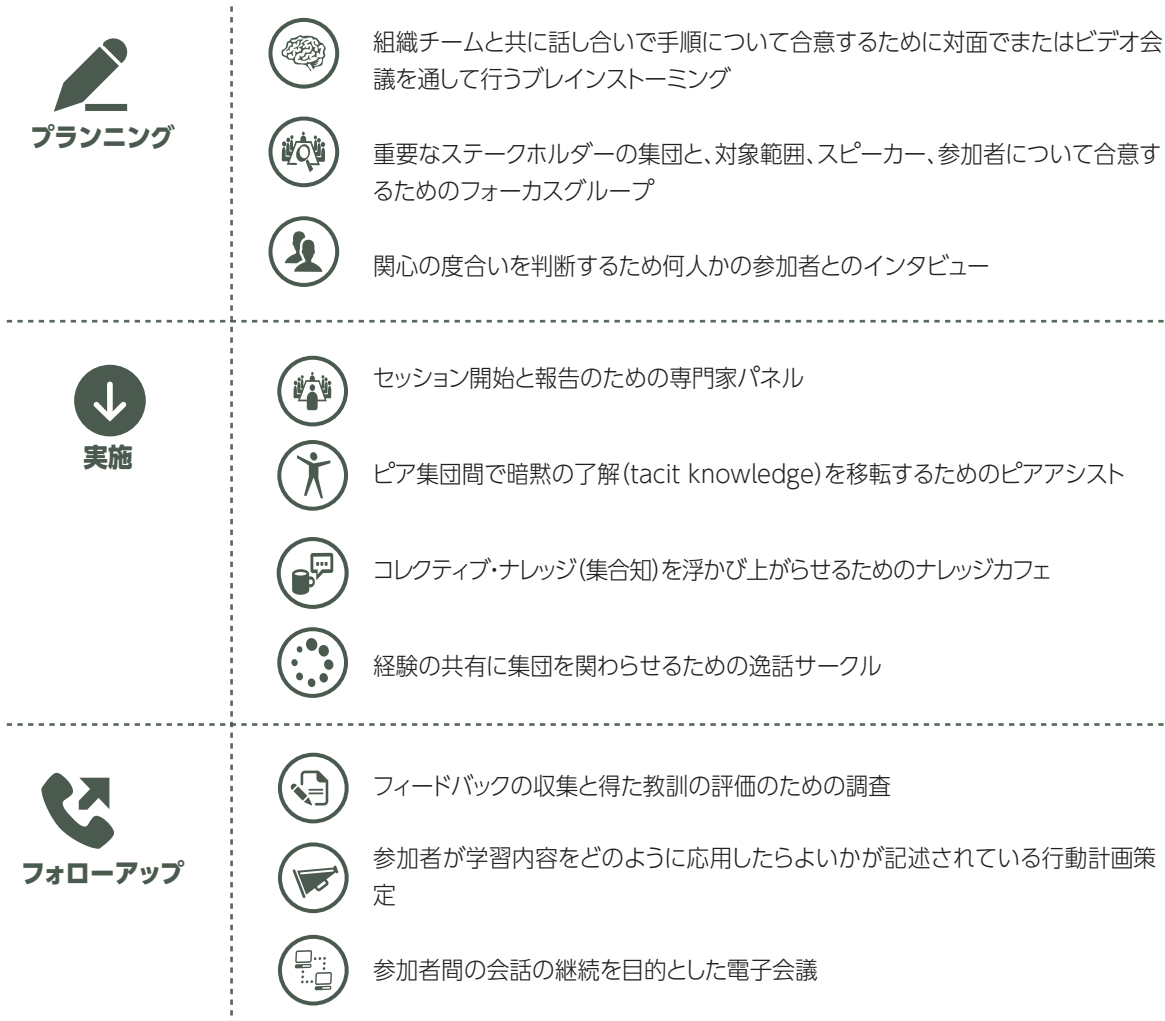 プランニング
組織チームと共に話し合いで手順について合意するために対面でまたはビデオ会
議を通して行うブレインストーミング
重要なステークホルダーの集団と、対象範囲、スピーカー、参加者について合意す
るためのフォーカスグループ
関心の度合いを判断するため何人かの参加者とのインタビュー
実施
セッション開始と報告のための専門家パネル
ピア集団間で暗黙の了解(tacit knowledge)を移転するためのピアアシスト
コレクティブ・ナレッジ(集合知)を浮かび上がらせるためのナレッジカフェ
経験の共有に集団を関わらせるための逸話サークル
フォローアップ
フィードバックの収集と得た教訓の評価のための調査
参加者が学習内容をどのように応用したらよいかが記述されている行動計画策
定
参加者間の会話の継続を目的とした電子会議